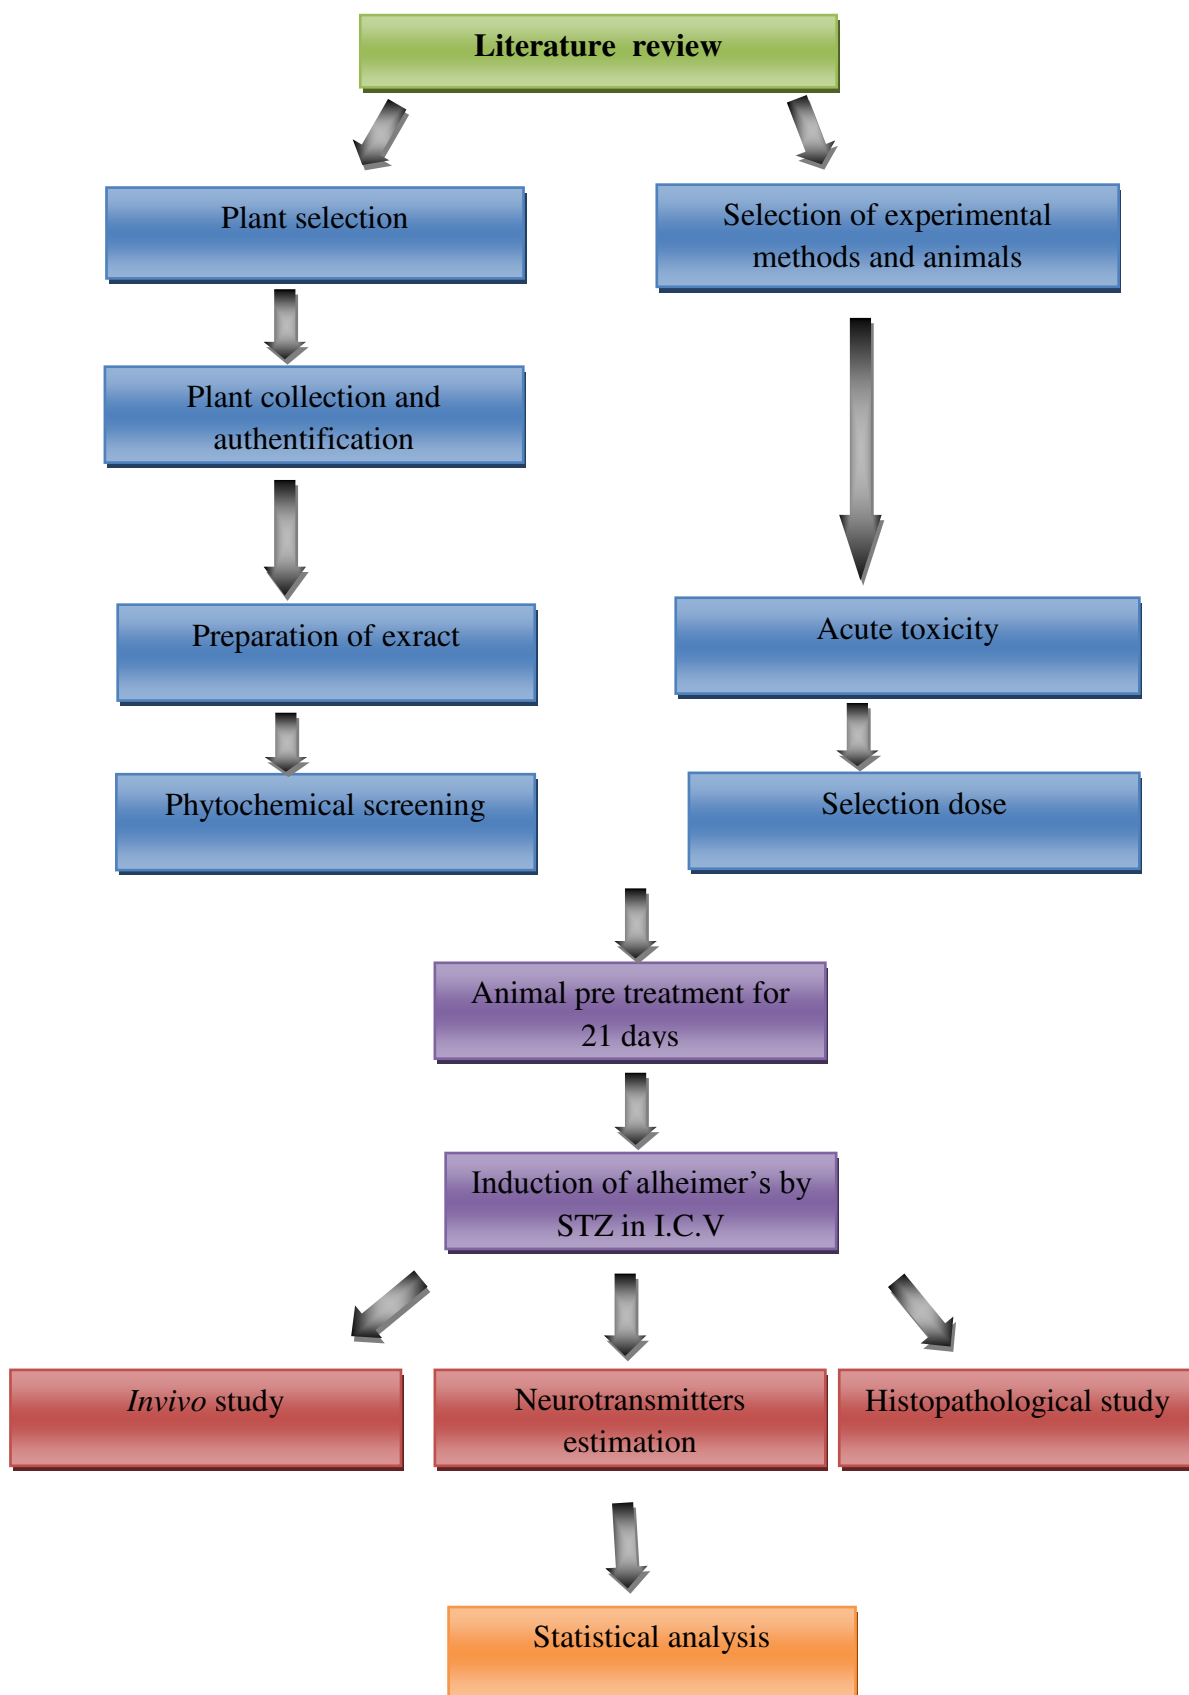 Literature review
Plant selection
Selection of experimental
methods and animals
Plant collection and
authentification
Preparation of exract
Acute toxicity
Phytochemical screening
Selection dose
Animal pre treatment for
21 days
Induction of alheimer’s by
STZ in I.C.V
Invivo study
Neurotransmitters
estimation
Histopathological study
Statistical analysis